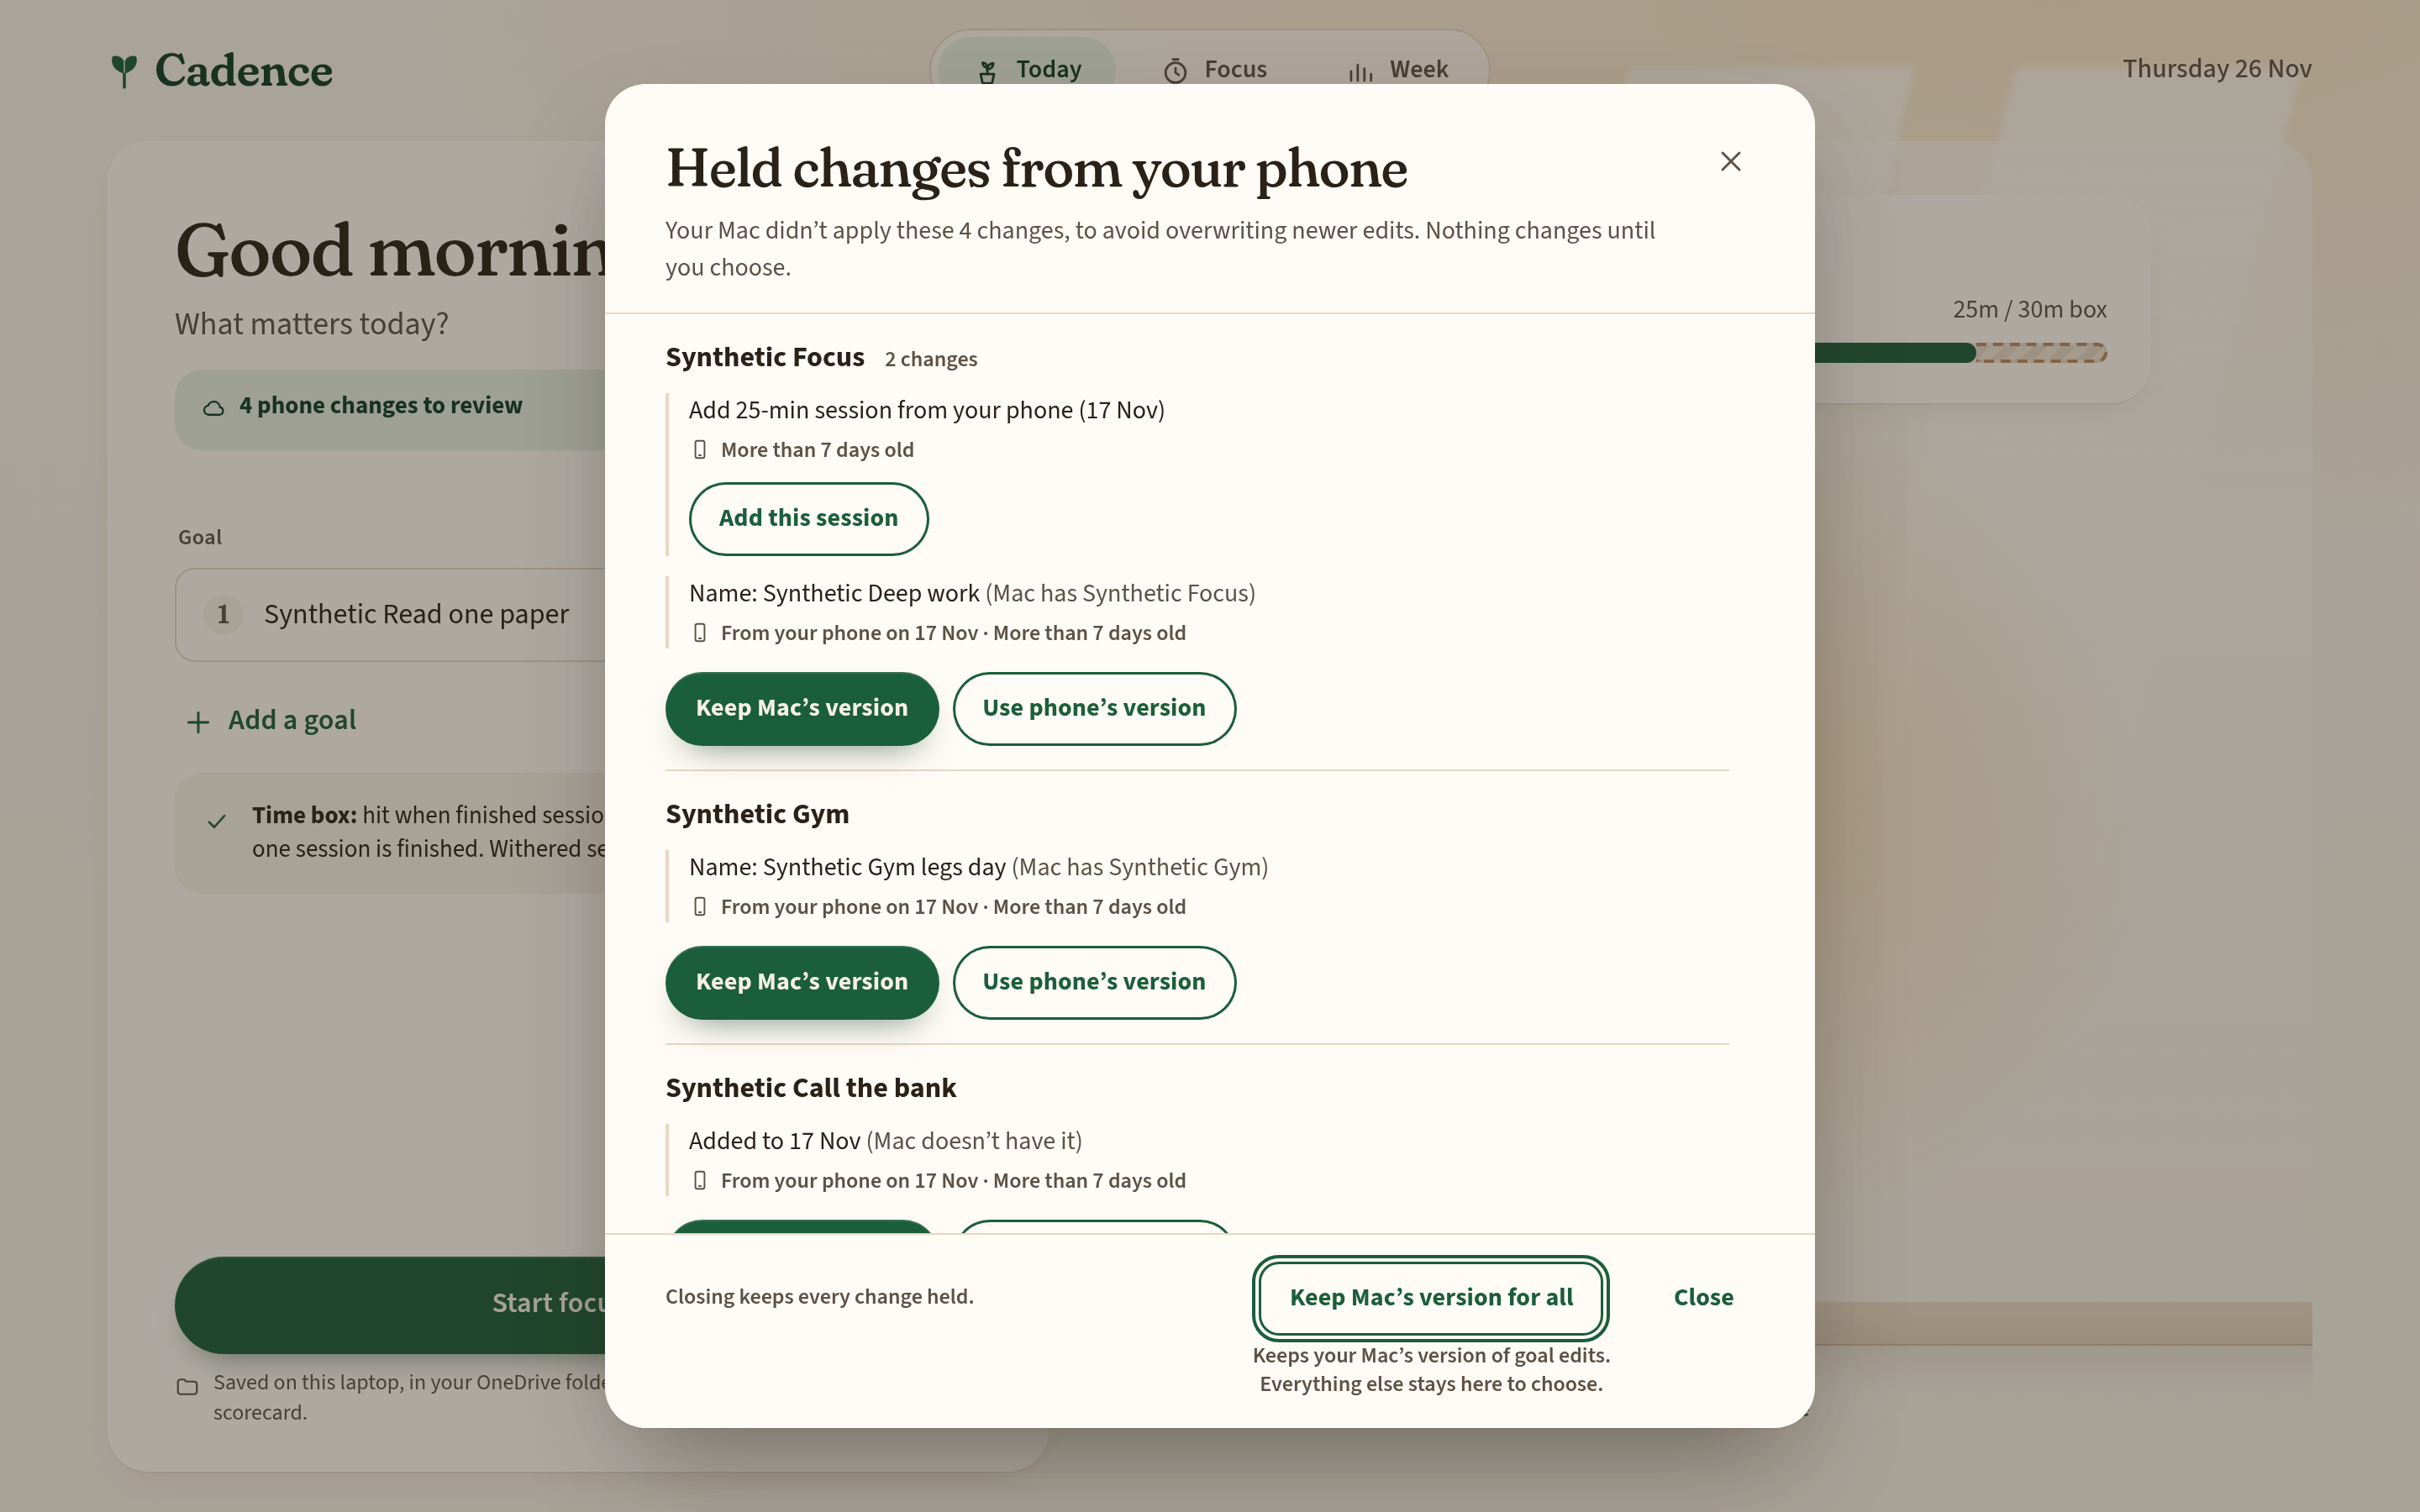 Cadence
Today
Focus
Week
Thursday 26 Nov
Good mornin
What matters today?
4 phone changes to review
Goal
1 Synthetic Read one paper
Add a goal
Time box: hit when finished sessio
one session is finished. Withered se
Start focu
Saved on this laptop, in your OneDrive folde
scorecard.
25m / 30m box
Held changes from your phone
Your Mac didn’t apply these 4 changes, to avoid overwriting newer edits. Nothing changes until
you choose.
Synthetic Focus 2 changes
Add 25-min session from your phone (17 Nov)
More than 7 days old
Add this session
Name: Synthetic Deep work (Mac has Synthetic Focus)
From your phone on 17 Nov · More than 7 days old
Keep Mac’s version
Use phone’s version
Synthetic Gym
Name: Synthetic Gym legs day (Mac has Synthetic Gym)
From your phone on 17 Nov · More than 7 days old
Keep Mac’s version
Use phone’s version
Synthetic Call the bank
Added to 17 Nov (Mac doesn’t have it)
From your phone on 17 Nov · More than 7 days old
Closing keeps every change held.
Keep Mac’s version for all
Close
Keeps your Mac’s version of goal edits.
Everything else stays here to choose.